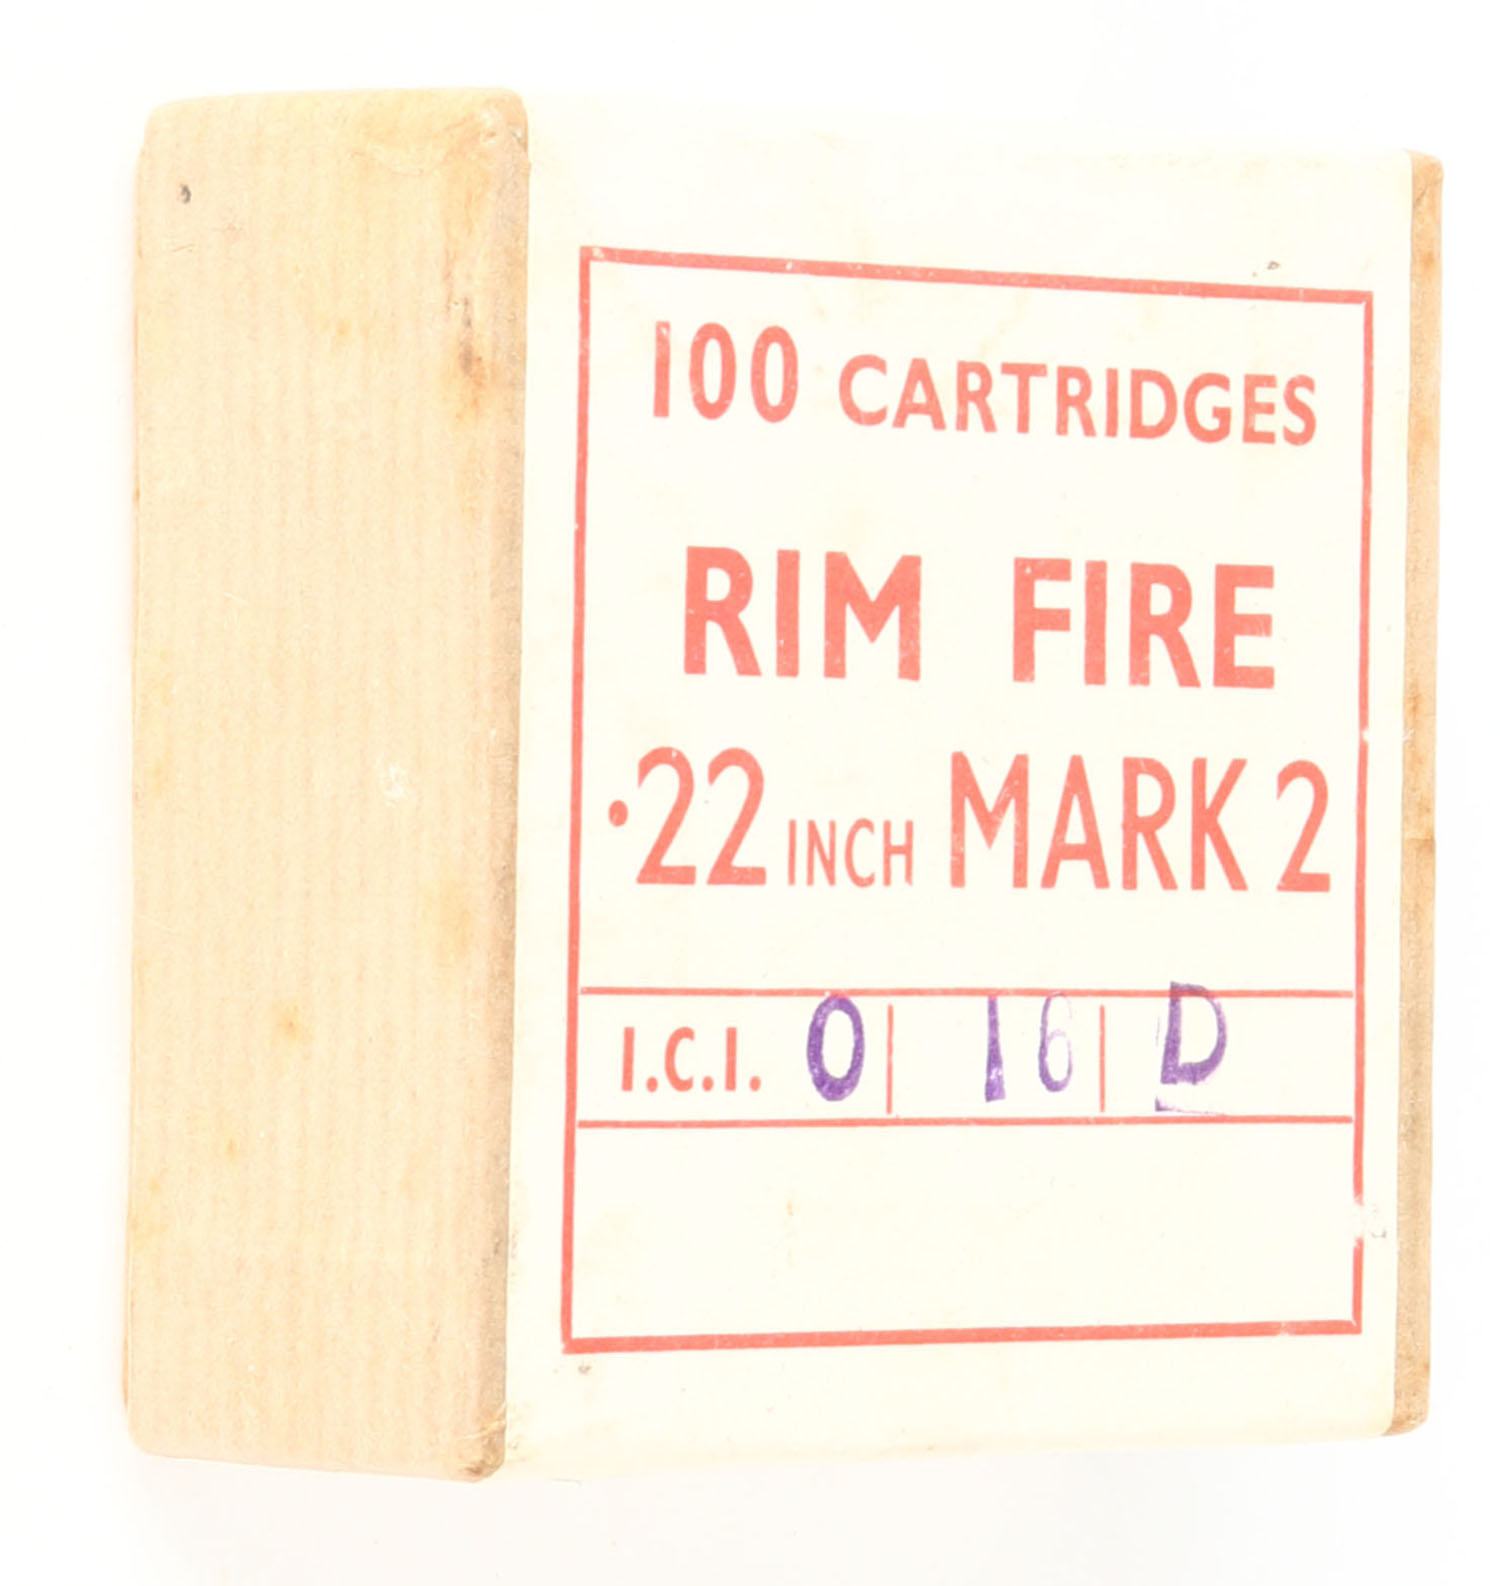 100 CARTRIDGES
RIM FIRE
·22 INCH MARK 2
I.C.I. 0 16 D